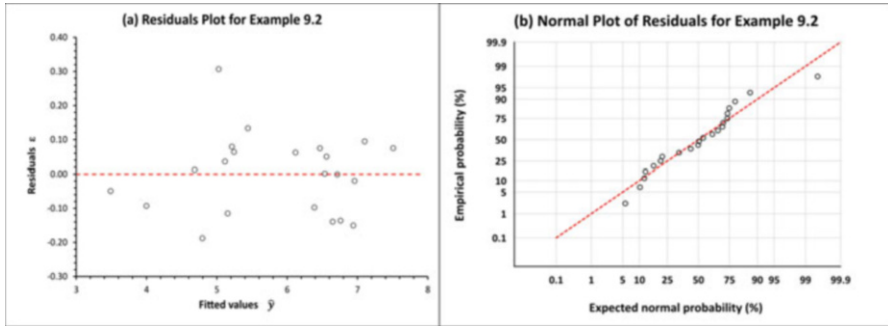 (a) Residuals Plot for Example 9.2
0.40
0.30
0.20
0.10
0.00
-0.10
-0.20
-0.30
Residuals ε
3 4 5 6 7 8
Fitted values ŷ
(b) Normal Plot of Residuals for Example 9.2
99.9
99
95
90
75
50
25
10
5
1
0.1
Empirical probability (%)
0.1 1 5 10 25 50 75 90 95 99 99.9
Expected normal probability (%)